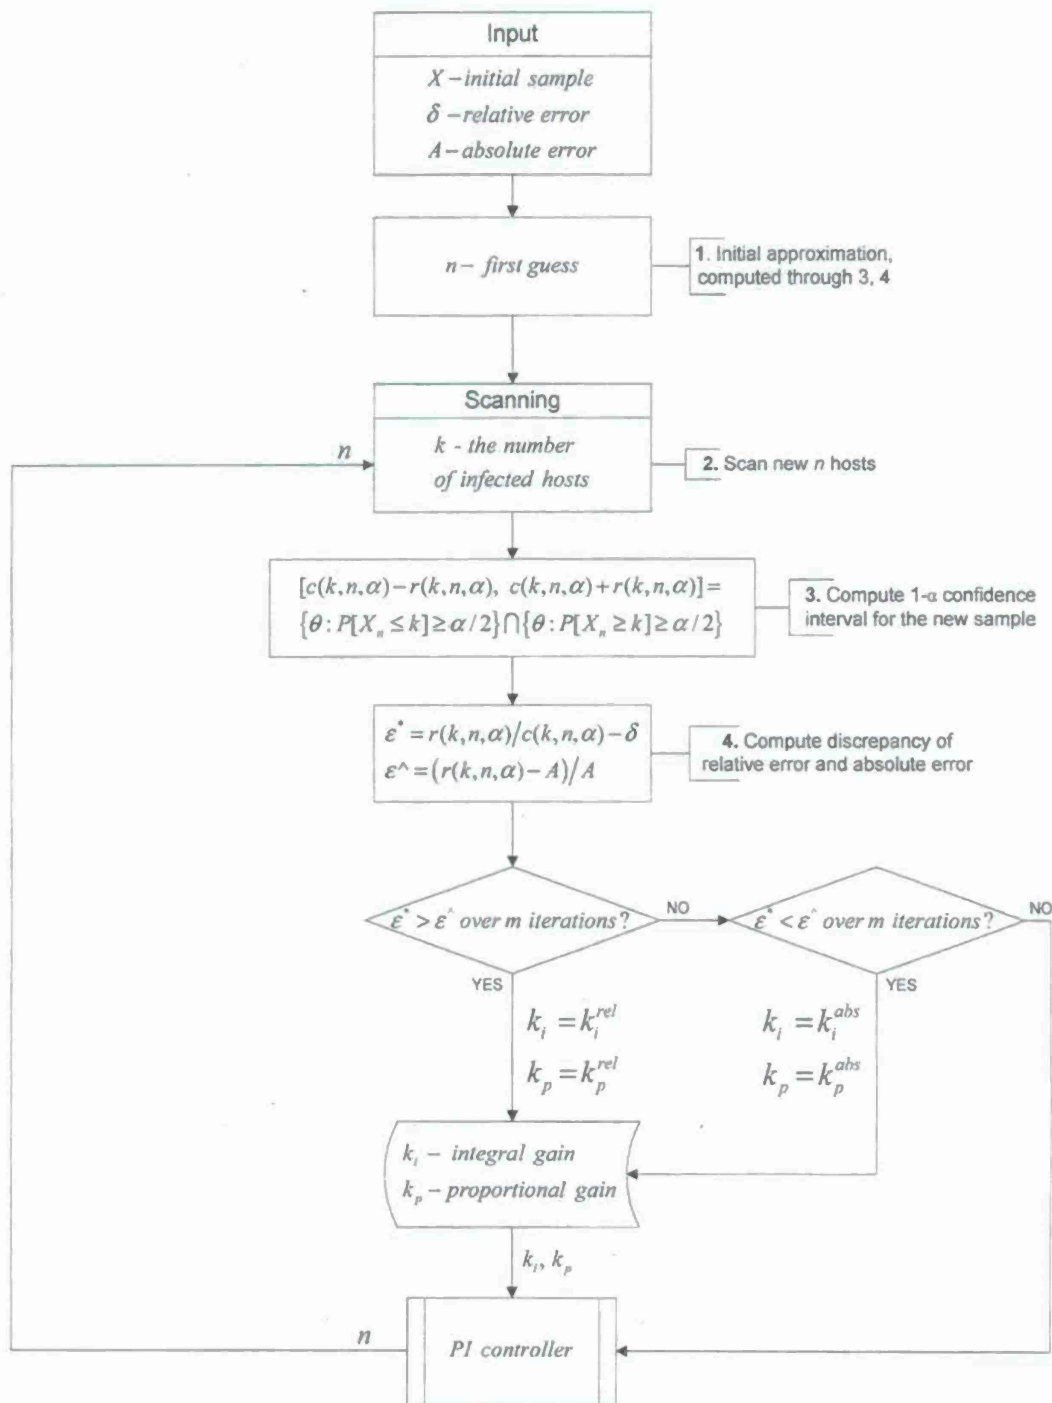 Input
X – initial sample
δ – relative error
A – absolute error
n – first guess
1. Initial approximation,
computed through 3, 4
Scanning
k - the number
of infected hosts
n
2. Scan new n hosts
[c(k,n,α)−r(k,n,α), c(k,n,α)+r(k,n,α)]=
{θ: P[Xₙ ≤ k] ≥ α/2}∩{θ: P[Xₙ ≥ k] ≥ α/2}
3. Compute 1-α confidence
interval for the new sample
ε* = r(k,n,α)/c(k,n,α)−δ
ε^ = (r(k,n,α)−A)/A
4. Compute discrepancy of
relative error and absolute error
ε* > ε^ over m iterations?
NO
ε* < ε^ over m iterations?
NO
YES
YES
k_i = k_i^rel
k_p = k_p^rel
k_i = k_i^abs
k_p = k_p^abs
k_i – integral gain
k_p – proportional gain
k_i, k_p
n
PI controller